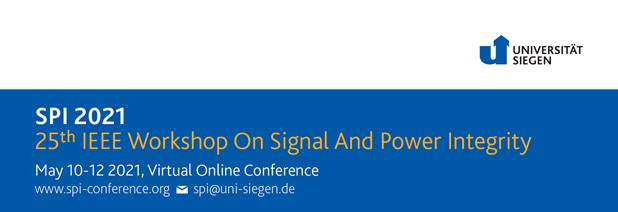 UNIVERSITÄT
SIEGEN
SPI 2021
25th IEEE Workshop On Signal And Power Integrity
May 10-12 2021, Virtual Online Conference
www.spi-conference.org spi@uni-siegen.de